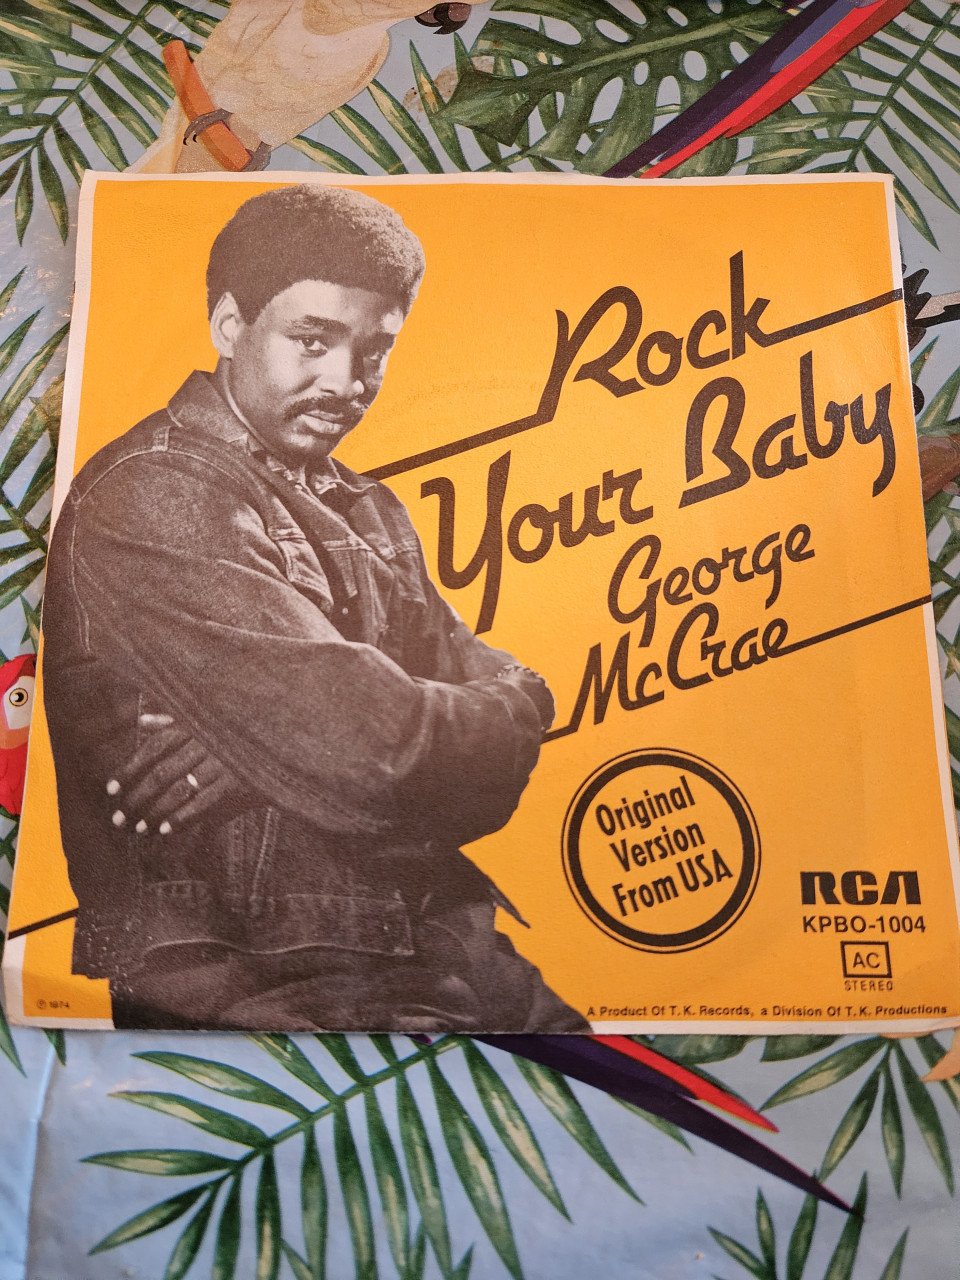 Rock
Your Baby
George
McCrae
Original
Version
From USA
RCA
KPBO-1004
AC
STEREO
℗ 1974
A Product Of T. K. Records, a Division Of T. K. Productions